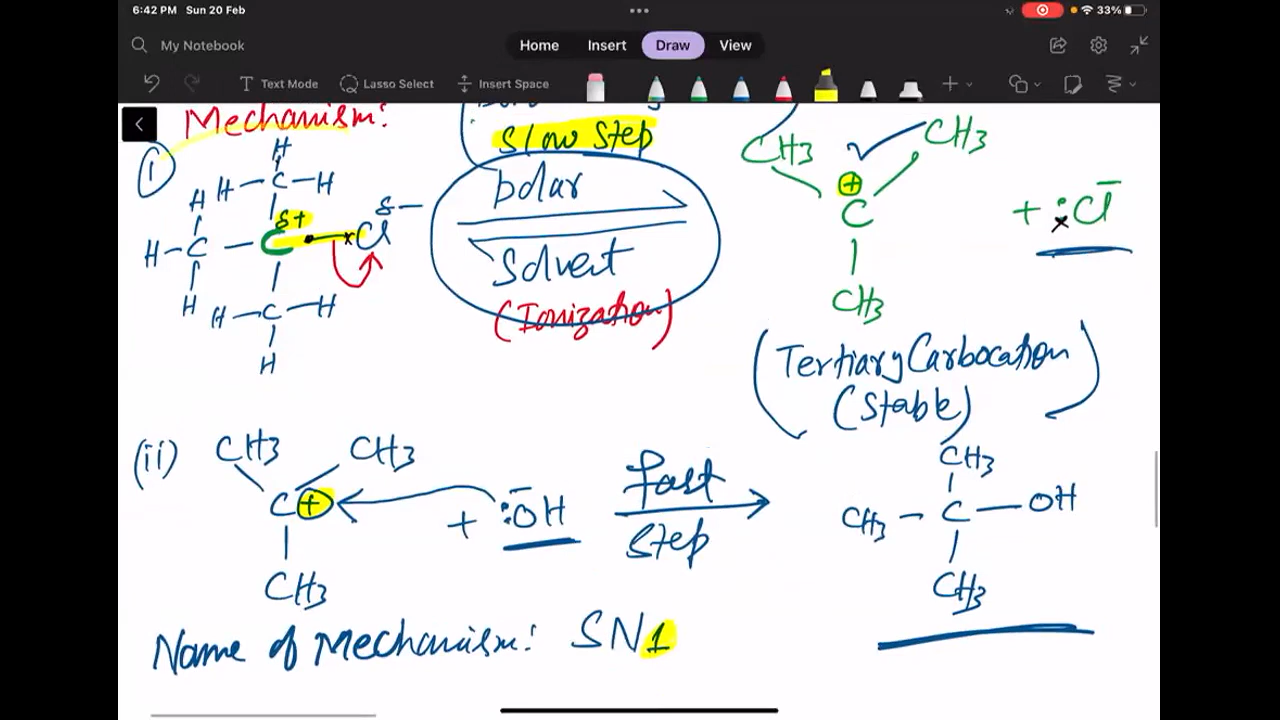 6:42 PM Sun 20 Feb
33%
My Notebook
Home Insert Draw View
Text Mode Lasso Select Insert Space
Mechanism:
Slow Step
(i)
H
H H-C-H
H-C-C-Cl
δ+ δ-
H
H-C-H
H
polar
solvent
(Ionization)
CH3 CH3
+
C
CH3
+ :Cl-
(Tertiary Carbocation
(Stable)
(ii)
CH3 CH3
C+
CH3
+ :OH-
fast
step
CH3
CH3-C-OH
CH3
Name of Mechanism: SN1